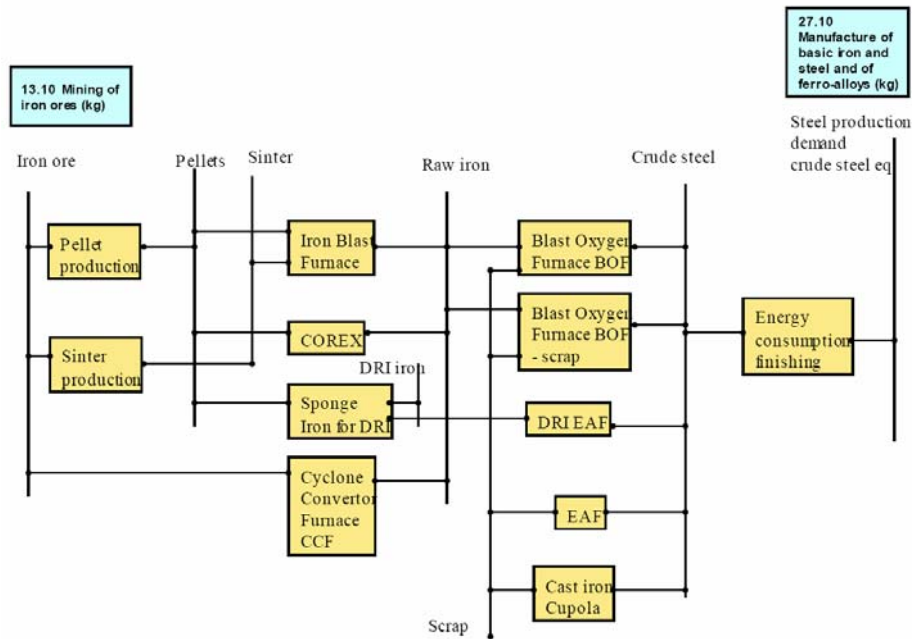 27.10
Manufacture of
basic iron and
steel and of
ferro-alloys (kg)
13.10 Mining of
iron ores (kg)
Steel production
demand
crude steel eq
Iron ore
Pellets
Sinter
Raw iron
Crude steel
Pellet
production
Iron Blast
Furnace
Blast Oxygen
Furnace BOF
Blast Oxygen
Furnace BOF
- scrap
Energy
consumption
finishing
Sinter
production
COREX
DRI iron
Sponge
Iron for DRI
DRI EAF
Cyclone
Convertor
Furnace
CCF
EAF
Cast iron
Cupola
Scrap